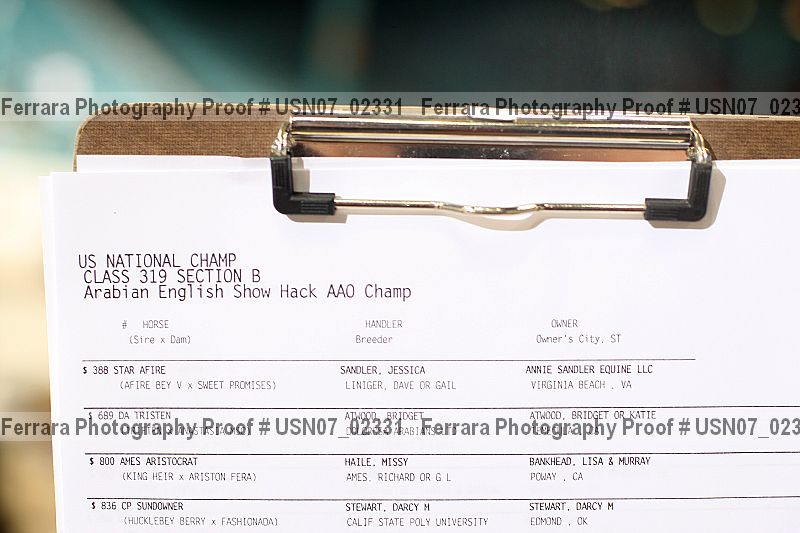 Ferrara Photography Proof # USN07_02331 Ferrara Photography Proof # USN07_023
US NATIONAL CHAMP
CLASS 319 SECTION B
Arabian English Show Hack AAO Champ
# HORSE HANDLER OWNER
(Sire x Dam) Breeder Owner's City, ST
$ 388 STAR AFIRE SANDLER, JESSICA ANNIE SANDLER EQUINE LLC
(AFIRE BEY V x SWEET PROMISES) LINIGER, DAVE OR GAIL VIRGINIA BEACH , VA
$ 689 DA TRISTEN ATWOOD, BRIDGET ATWOOD, BRIDGET OR KATIE
Ferrara Photography Proof # USN07_02331 Ferrara Photography Proof # USN07_023
$ 800 AMES ARISTOCRAT HAILE, MISSY BANKHEAD, LISA & MURRAY
(KING HEIR x ARISTON FERA) AMES, RICHARD OR G L POWAY , CA
$ 836 CP SUNDOWNER STEWART, DARCY M STEWART, DARCY M
(HUCKLEBEY BERRY x FASHIONADA) CALIF STATE POLY UNIVERSITY EDMOND , OK